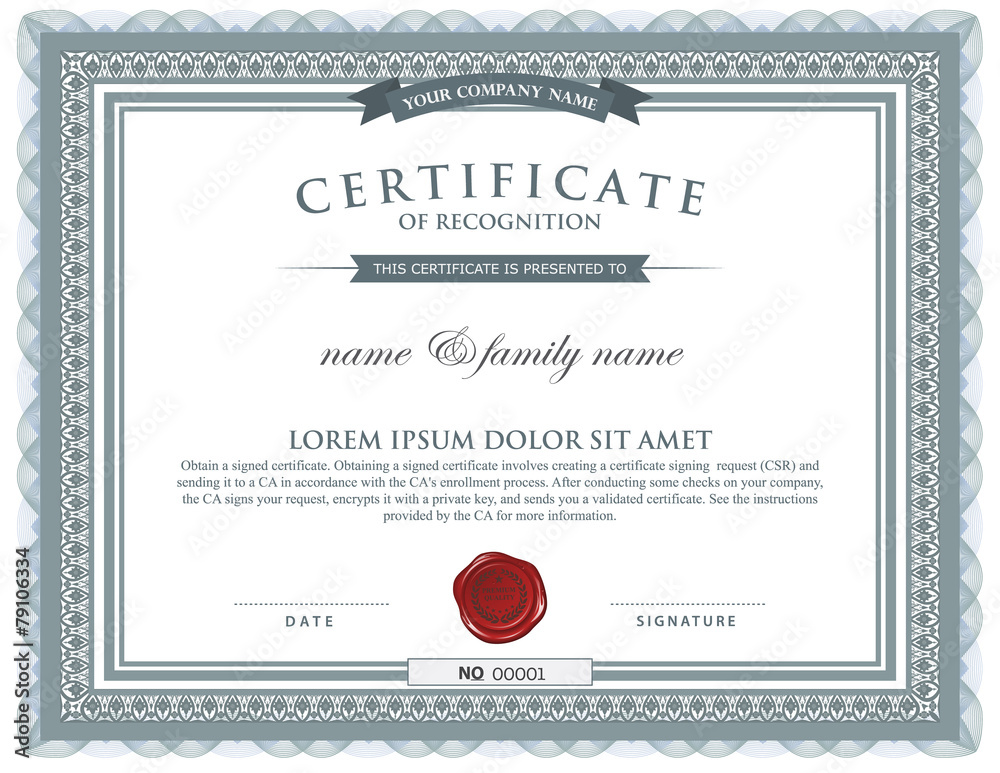 YOUR COMPANY NAME
CERTIFICATE
OF RECOGNITION
THIS CERTIFICATE IS PRESENTED TO
name & family name
LOREM IPSUM DOLOR SIT AMET
Obtain a signed certificate. Obtaining a signed certificate involves creating a certificate signing request (CSR) and
sending it to a CA in accordance with the CA's enrollment process. After conducting some checks on your company,
the CA signs your request, encrypts it with a private key, and sends you a validated certificate. See the instructions
provided by the CA for more information.
PREMIUM
QUALITY
DATE
SIGNATURE
NO 00001
Adobe Stock | #79106334